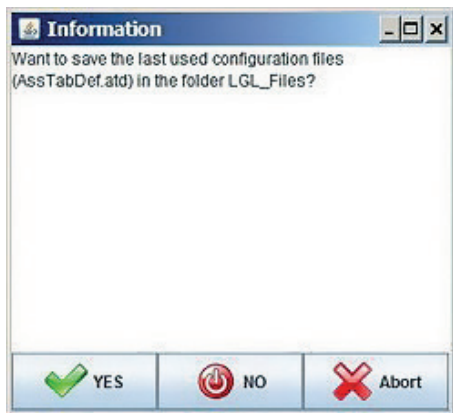 Information
Want to save the last used configuration files
(AssTabDef.atd) in the folder LGL_Files?
YES
NO
Abort